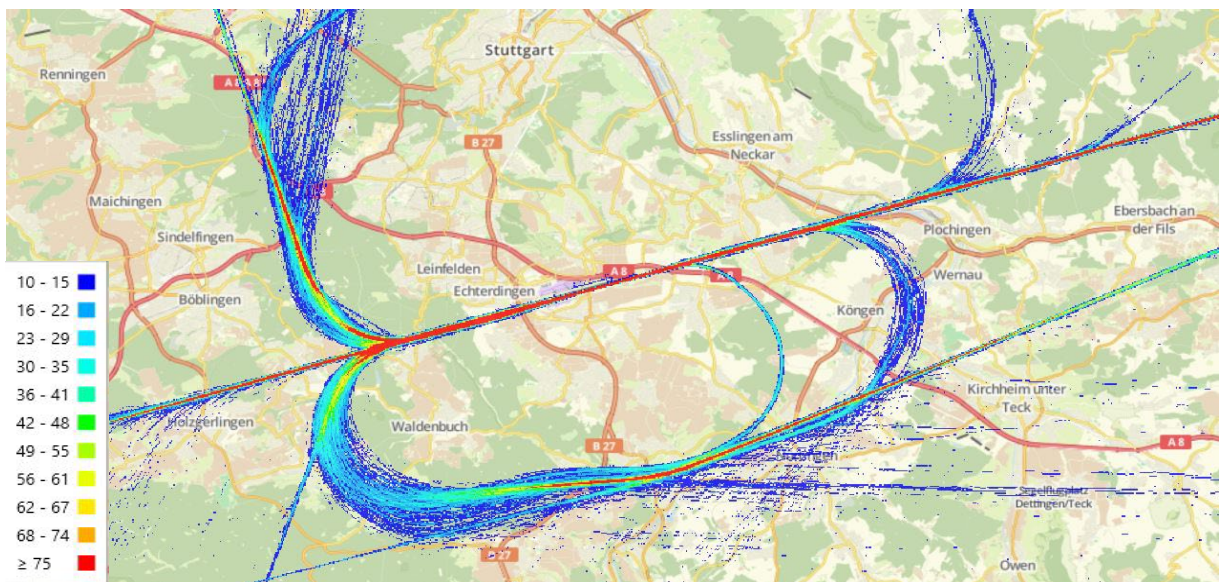 Stuttgart
Renningen
A 8
A 8
B 27
Esslingen am
Neckar
Maichingen
Sindelfingen
Ebersbach an
der Fils
Plochingen
Leinfelden
Echterdingen
A 8
Wernau
Böblingen
Köngen
Holzgerlingen
Waldenbuch
Kirchheim unter
Teck
B 27
A 8
Segelflugplatz
Dettingen/Teck
B 27
Owen
10 - 15
16 - 22
23 - 29
30 - 35
36 - 41
42 - 48
49 - 55
56 - 61
62 - 67
68 - 74
≥ 75